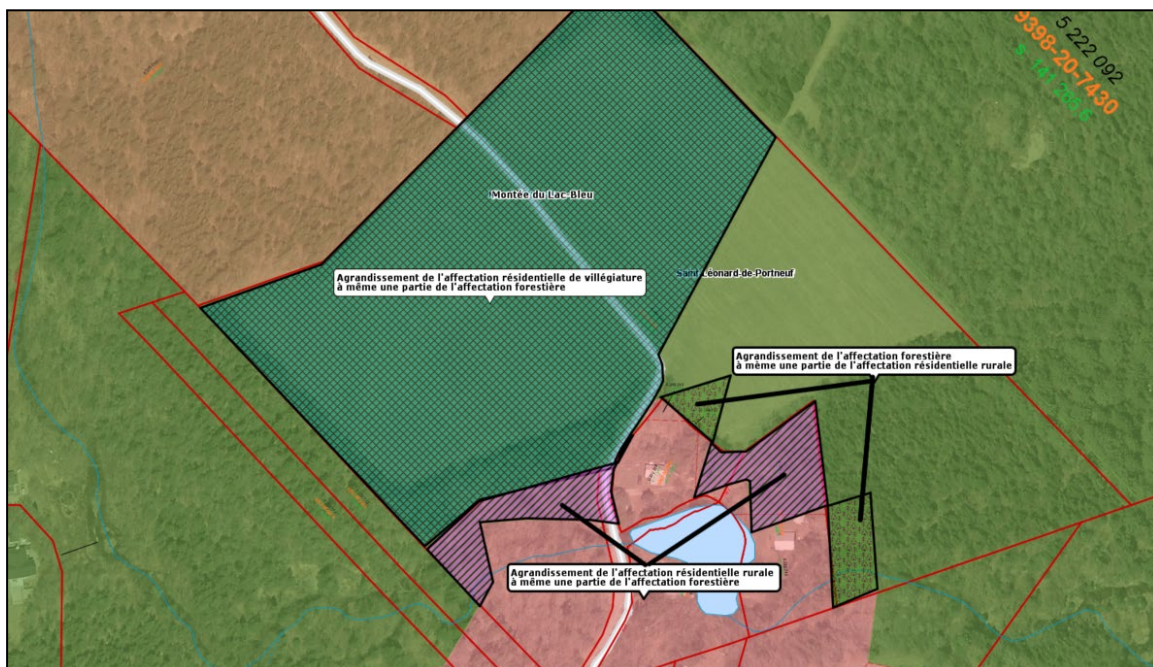 5 222 092
9398-20-7430
Montée du Lac-Bleu
Saint-Léonard-de-Portneuf
Agrandissement de l'affectation résidentielle de villégiature
à même une partie de l'affectation forestière
Agrandissement de l'affectation forestière
à même une partie de l'affectation résidentielle rurale
Agrandissement de l'affectation résidentielle rurale
à même une partie de l'affectation forestière